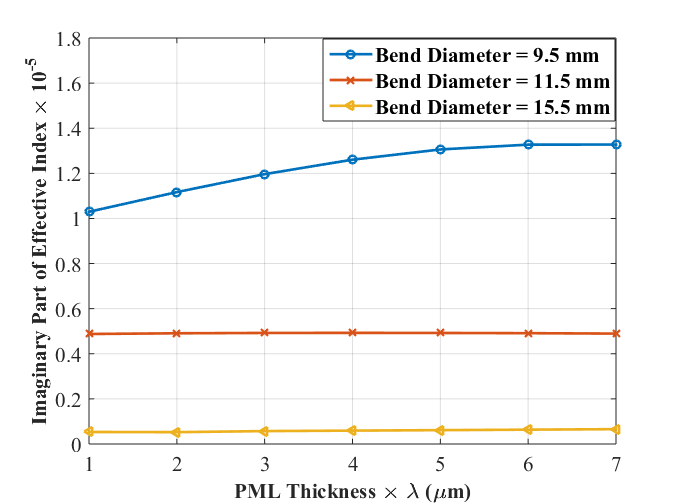 Bend Diameter = 9.5 mm
Bend Diameter = 11.5 mm
Bend Diameter = 15.5 mm
Imaginary Part of Effective Index × 10⁻⁵
1.8
1.6
1.4
1.2
1
0.8
0.6
0.4
0.2
0
1 2 3 4 5 6 7
PML Thickness × λ (μm)